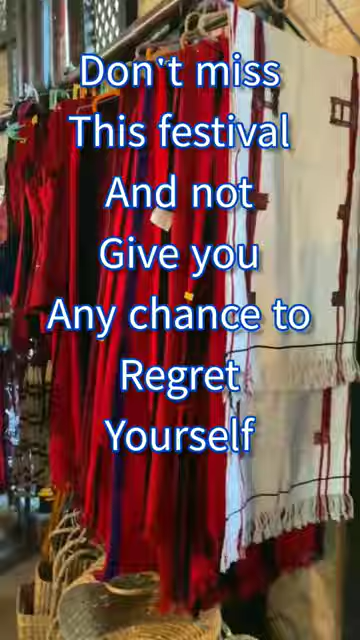 Don't miss
This festival
And not
Give you
Any chance to
Regret
Yourself